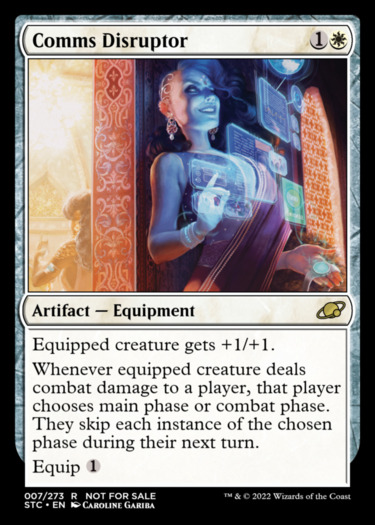 Comms Disruptor 1
Artifact — Equipment
Equipped creature gets +1/+1.
Whenever equipped creature deals
combat damage to a player, that player
chooses main phase or combat phase.
They skip each instance of the chosen
phase during their next turn.
Equip 1
007/273 R NOT FOR SALE
STC • EN Caroline Gariba
™ & © 2022 Wizards of the Coast